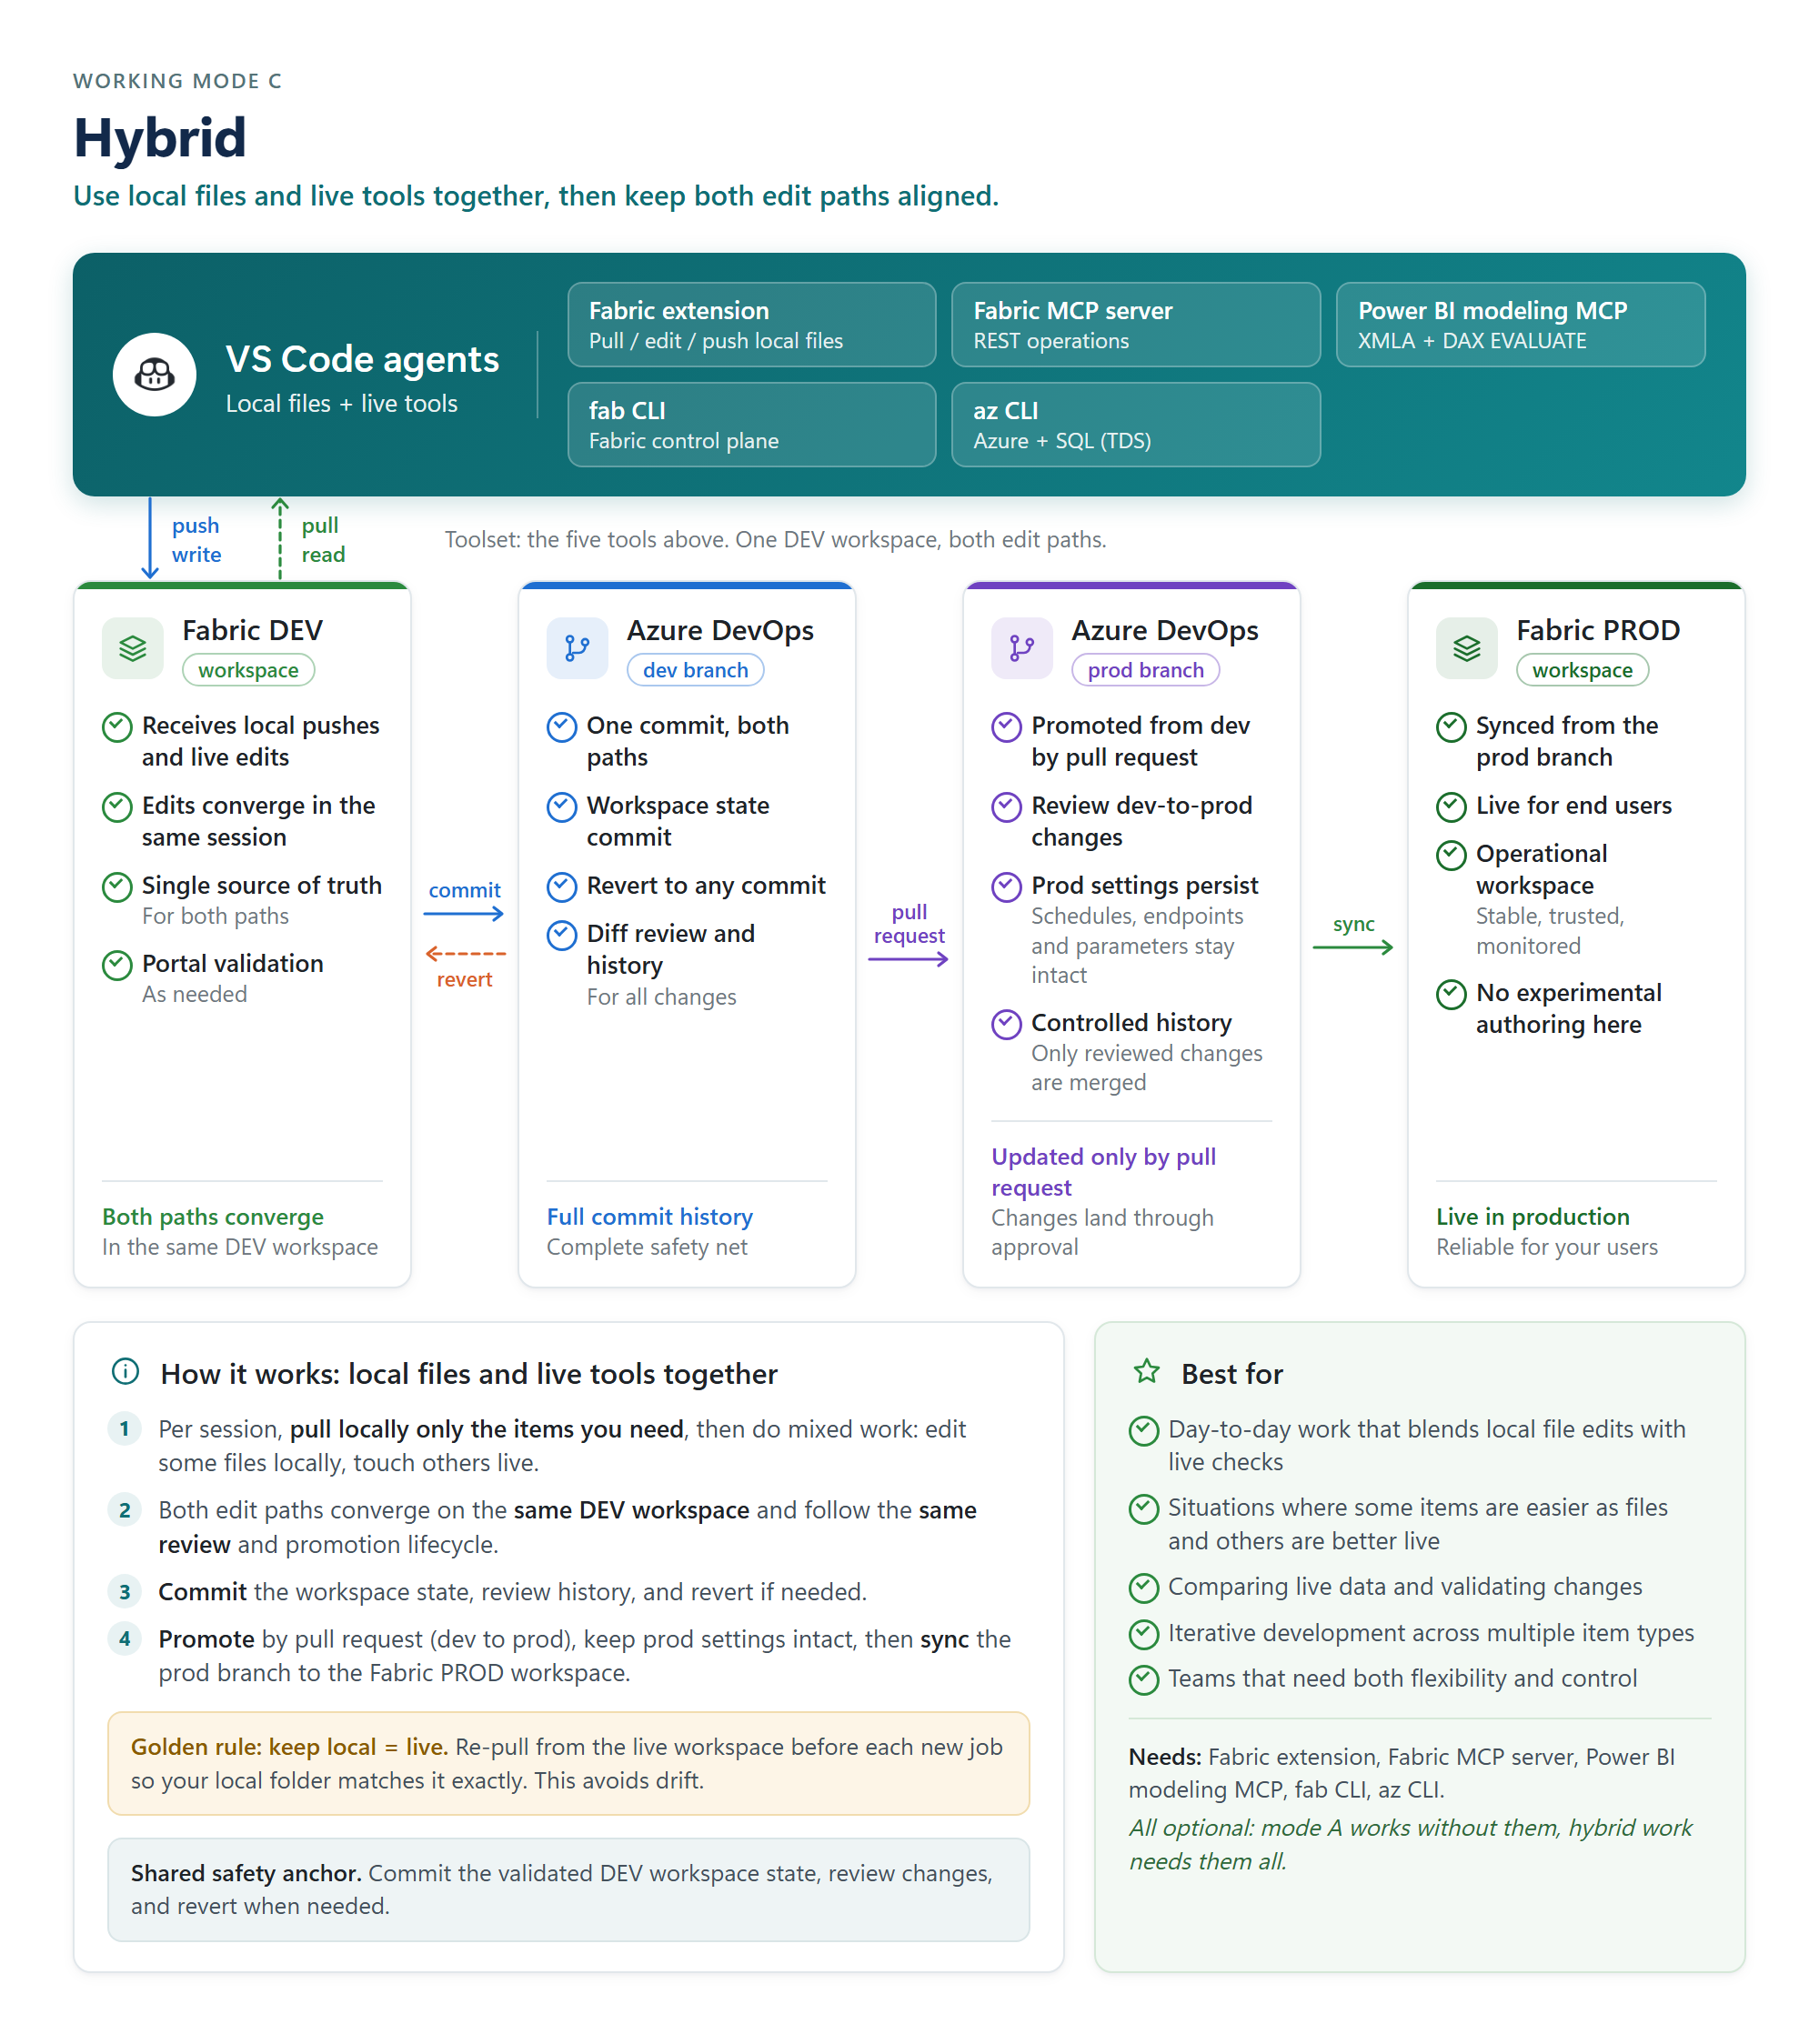 WORKING MODE C
Hybrid
Use local files and live tools together, then keep both edit paths aligned.
VS Code agents
Local files + live tools
Fabric extension
Pull / edit / push local files
Fabric MCP server
REST operations
Power BI modeling MCP
XMLA + DAX EVALUATE
fab CLI
Fabric control plane
az CLI
Azure + SQL (TDS)
push
write
pull
read
Toolset: the five tools above. One DEV workspace, both edit paths.
Fabric DEV
workspace
Receives local pushes
and live edits
Edits converge in the
same session
Single source of truth
For both paths
Portal validation
As needed
Both paths converge
In the same DEV workspace
commit
revert
Azure DevOps
dev branch
One commit, both
paths
Workspace state
commit
Revert to any commit
Diff review and
history
For all changes
Full commit history
Complete safety net
pull
request
Azure DevOps
prod branch
Promoted from dev
by pull request
Review dev-to-prod
changes
Prod settings persist
Schedules, endpoints
and parameters stay
intact
Controlled history
Only reviewed changes
are merged
Updated only by pull
request
Changes land through
approval
sync
Fabric PROD
workspace
Synced from the
prod branch
Live for end users
Operational
workspace
Stable, trusted,
monitored
No experimental
authoring here
Live in production
Reliable for your users
How it works: local files and live tools together
1 Per session, pull locally only the items you need, then do mixed work: edit
some files locally, touch others live.
2 Both edit paths converge on the same DEV workspace and follow the same
review and promotion lifecycle.
3 Commit the workspace state, review history, and revert if needed.
4 Promote by pull request (dev to prod), keep prod settings intact, then sync the
prod branch to the Fabric PROD workspace.
Golden rule: keep local = live. Re-pull from the live workspace before each new job
so your local folder matches it exactly. This avoids drift.
Shared safety anchor. Commit the validated DEV workspace state, review changes,
and revert when needed.
Best for
Day-to-day work that blends local file edits with
live checks
Situations where some items are easier as files
and others are better live
Comparing live data and validating changes
Iterative development across multiple item types
Teams that need both flexibility and control
Needs: Fabric extension, Fabric MCP server, Power BI
modeling MCP, fab CLI, az CLI.
All optional: mode A works without them, hybrid work
needs them all.